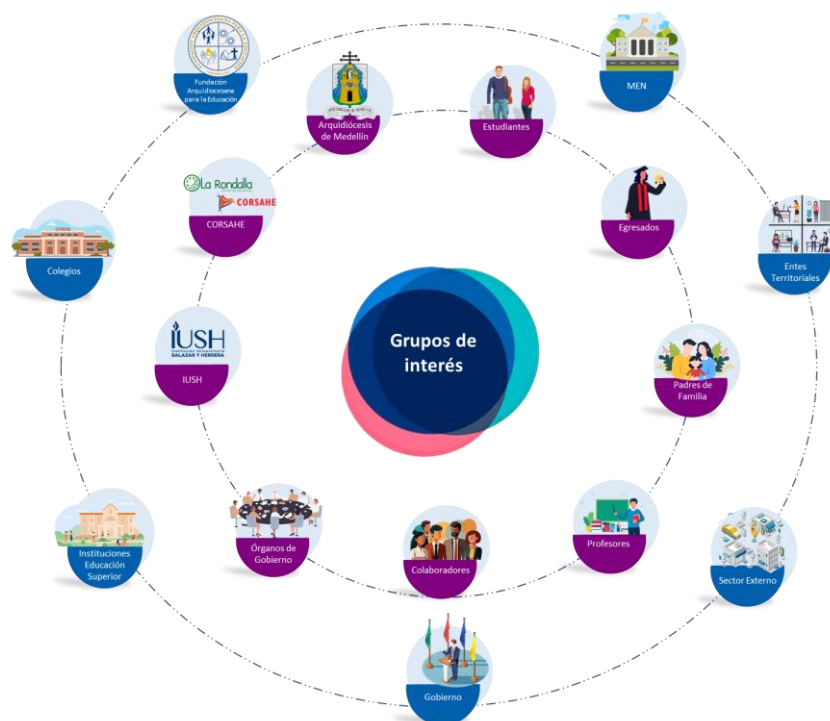 Fundación
Arquidiocesana
para la Educación
MEN
Arquidiócesis
de Medellín
Estudiantes
La Rondalla
CORSAHE
CORSAHE
Egresados
Colegios
Entes
Territoriales
Grupos de
interés
IUSH
SALAZAR Y HERRERA
IUSH
Padres de
Familia
Órganos de
Gobierno
Colaboradores
Profesores
Instituciones
Educación
Superior
Sector Externo
Gobierno